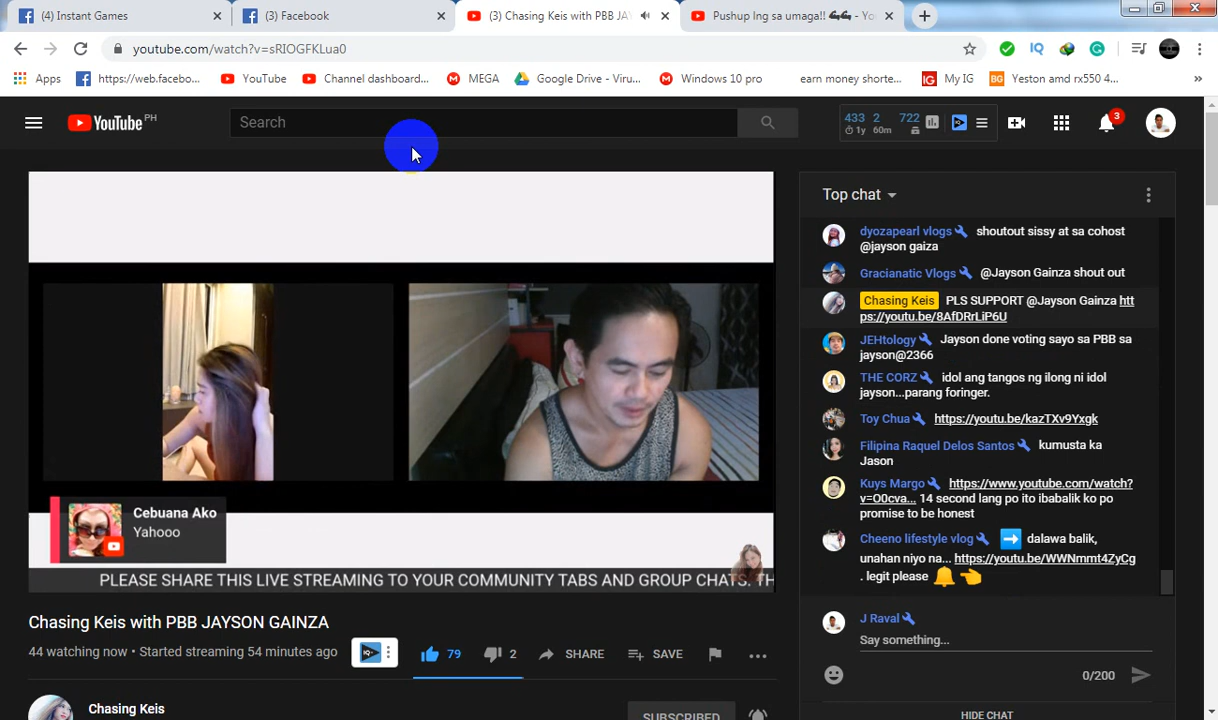 (4) Instant Games
(3) Facebook
(3) Chasing Keis with PBB JAY
Pushup lng sa umaga!! - Yo
youtube.com/watch?v=sRIOGFKLua0
Apps
https://web.facebo...
YouTube
Channel dashboard...
MEGA
Google Drive - Viru...
Windows 10 pro
earn money shorte...
My IG
Yeston amd rx550 4...
YouTube PH
Search
433 2 722
1y 60m
3
Top chat
dyozapearl vlogs shoutout sissy at sa cohost
@jayson gaiza
Gracianatic Vlogs @Jayson Gainza shout out
Chasing Keis PLS SUPPORT @Jayson Gainza htt
ps://youtu.be/8AfDRrLiP6U
JEHtology Jayson done voting sayo sa PBB sa
jayson@2366
THE CORZ idol ang tangos ng ilong ni idol
jayson...parang foringer.
Toy Chua https://youtu.be/kazTXv9Yxgk
Filipina Raquel Delos Santos kumusta ka
Jason
Kuys Margo https://www.youtube.com/watch?
v=O0cva... 14 second lang po ito ibabalik ko po
promise to be honest
Cheeno lifestyle vlog dalawa balik,
unahan niyo na... https://youtu.be/WWNmmt4ZyCg
. legit please
J Raval
Say something...
0/200
HIDE CHAT
Cebuana Ako
Yahooo
PLEASE SHARE THIS LIVE STREAMING TO YOUR COMMUNITY TABS AND GROUP CHATS. TH
Chasing Keis with PBB JAYSON GAINZA
44 watching now • Started streaming 54 minutes ago
IQ
79
2
SHARE
SAVE
Chasing Keis
SUBSCRIBED